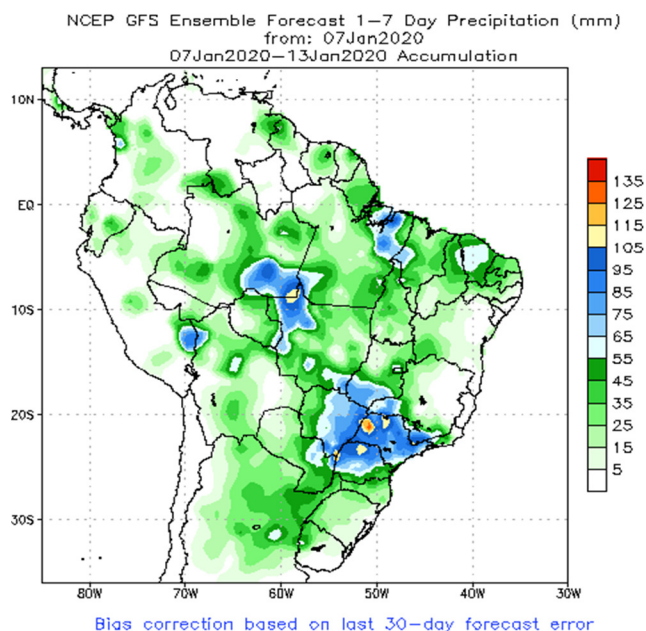 NCEP GFS Ensemble Forecast 1–7 Day Precipitation (mm)
from: 07Jan2020
07Jan2020–13Jan2020 Accumulation
10N
EQ
10S
20S
30S
80W
70W
60W
50W
40W
30W
135
125
115
105
95
85
75
65
55
45
35
25
15
5
Bias correction based on last 30–day forecast error